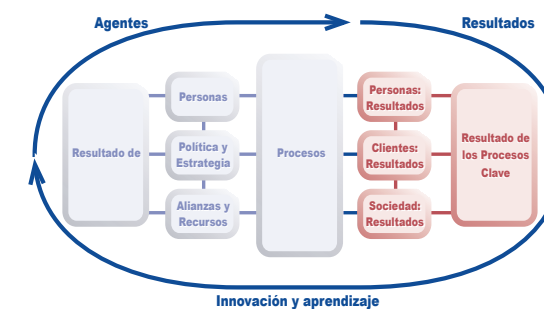 Agentes
Resultados
Resultado de
Personas
Política y
Estrategia
Alianzas y
Recursos
Procesos
Personas:
Resultados
Clientes:
Resultados
Sociedad:
Resultados
Resultado de
los Procesos
Clave
Innovación y aprendizaje